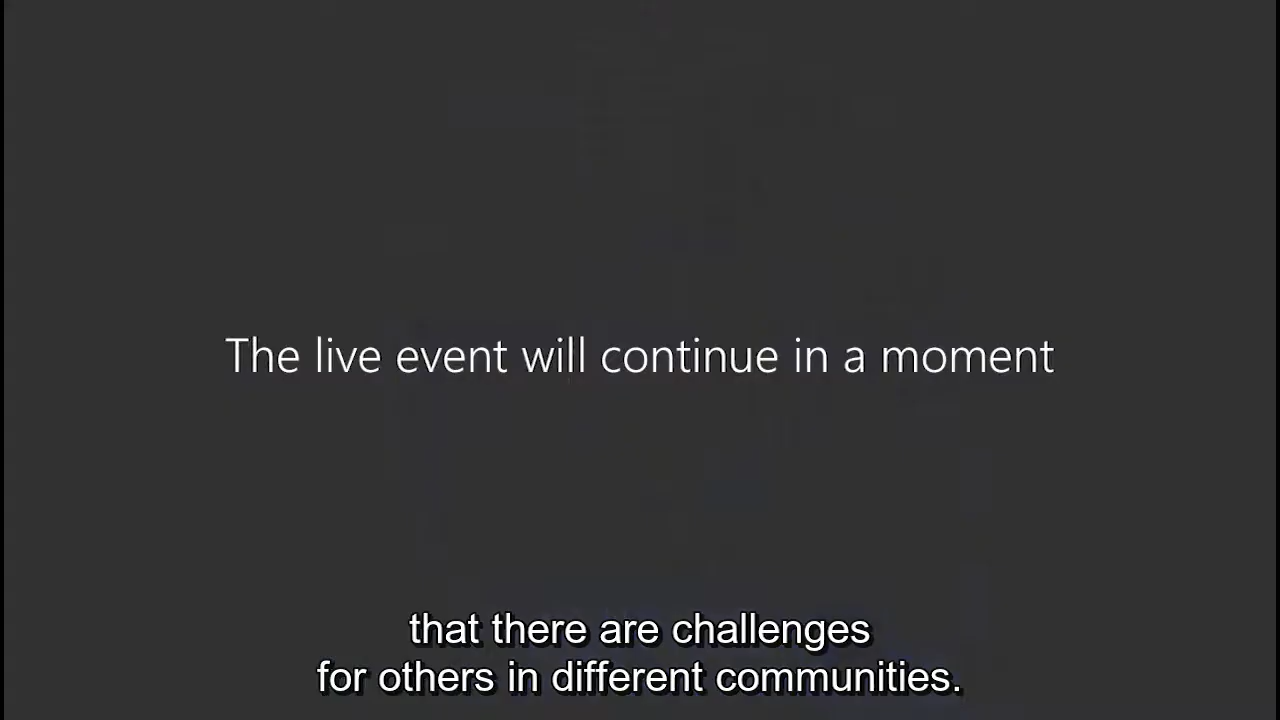 The live event will continue in a moment
that there are challenges
for others in different communities.